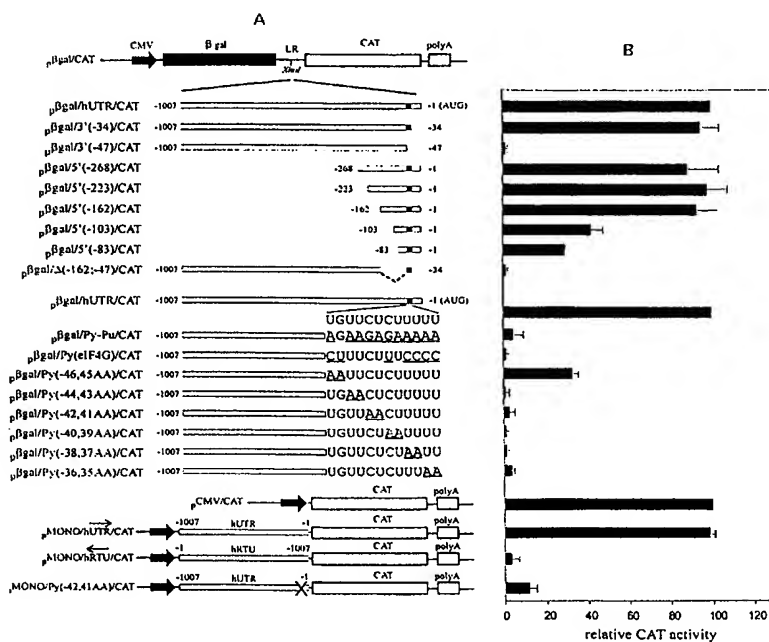 A
B
CMV β gal LR CAT polyA
pβgal/CAT
XbaI
pβgal/hUTR/CAT -1007 -1 (AUG)
pβgal/3'(-34)/CAT -1007 -34
pβgal/3'(-47)/CAT -1007 -47
pβgal/5'(-268)/CAT -268 -1
pβgal/5'(-223)/CAT -223 -1
pβgal/5'(-162)/CAT -162 -1
pβgal/5'(-103)/CAT -103 -1
pβgal/5'(-83)/CAT -83 -1
pβgal/Δ(-162;-47)/CAT -1007 -34
pβgal/hUTR/CAT -1007 -1 (AUG)
UGUUCUCUUUUU
pβgal/Py-Pu/CAT -1007 AGAAGAGAAAAA
pβgal/Py(eIF4G)/CAT -1007 CUUUCUUUCCCC
pβgal/Py(-46,45AA)/CAT -1007 AAUUCUCUUUUU
pβgal/Py(-44,43AA)/CAT -1007 UGAACUCUUUUU
pβgal/Py(-42,41AA)/CAT -1007 UGUUAACUUUUU
pβgal/Py(-40,39AA)/CAT -1007 UGUUCUAAUUUU
pβgal/Py(-38,37AA)/CAT -1007 UGUUCUCUAAUU
pβgal/Py(-36,35AA)/CAT -1007 UGUUCUCUUUAA
pCMV/CAT CAT polyA
pMONO/hUTR/CAT -1007 hUTR -1 CAT polyA
pMONO/hRTU/CAT -1 hRTU -1007 CAT polyA
pMONO/Py(-42,41AA)/CAT -1007 hUTR -1 CAT polyA
0 20 40 60 80 100 120
relative CAT activity